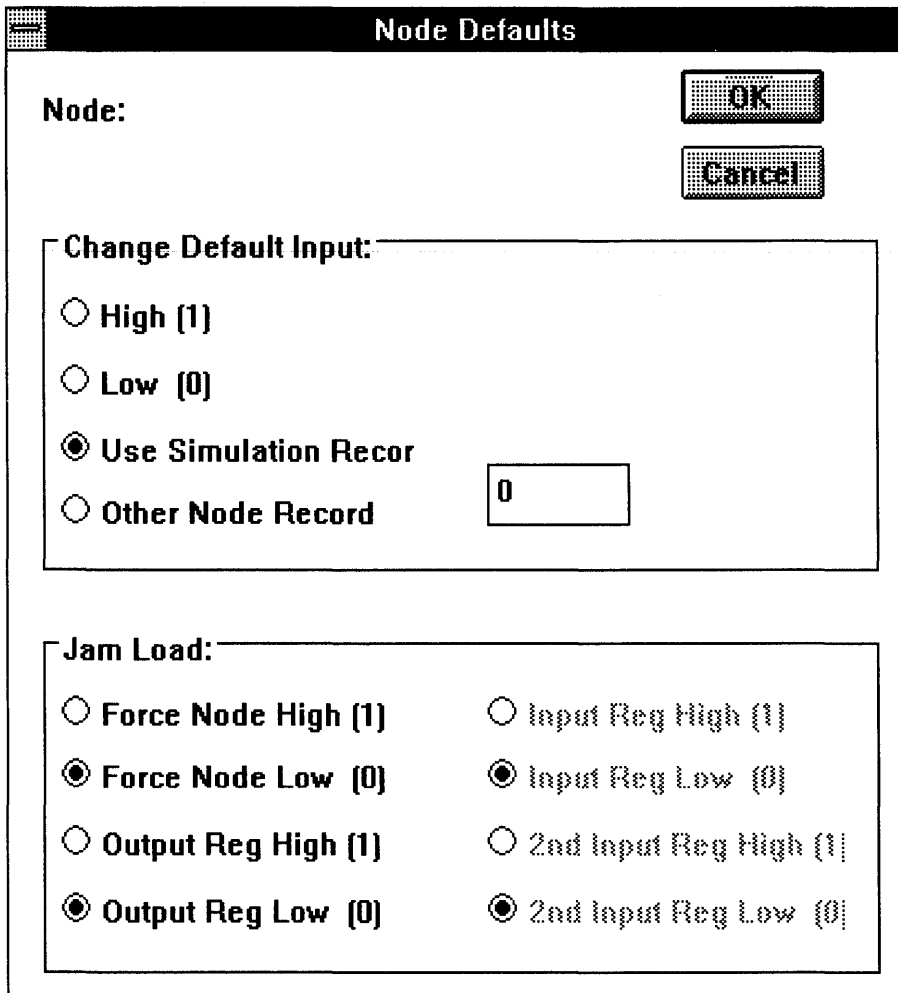 Node Defaults
Node:
OK
Cancel
Change Default Input:
High (1)
Low (0)
Use Simulation Recor
Other Node Record
0
Jam Load:
Force Node High (1)
Input Reg High (1)
Force Node Low (0)
Input Reg Low (0)
Output Reg High (1)
2nd Input Reg High (1
Output Reg Low (0)
2nd Input Reg Low (0